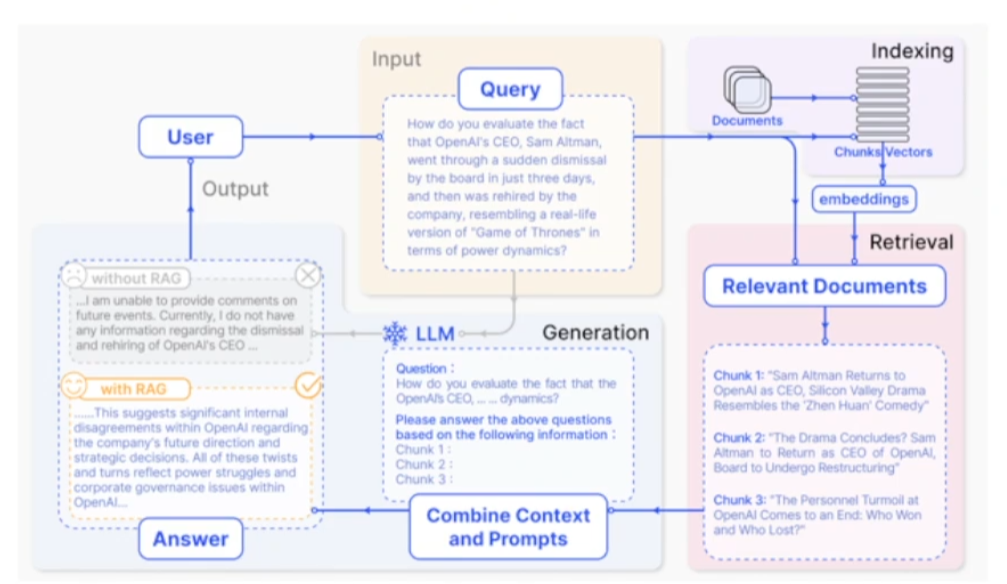 Input
Query
How do you evaluate the fact
that OpenAI's CEO, Sam Altman,
went through a sudden dismissal
by the board in just three days,
and then was rehired by the
company, resembling a real-life
version of "Game of Thrones" in
terms of power dynamics?
Indexing
Documents
Chunks Vectors
embeddings
User
Output
Retrieval
Relevant Documents
Chunk 1: "Sam Altman Returns to
OpenAI as CEO, Silicon Valley Drama
Resembles the 'Zhen Huan' Comedy"
Chunk 2: "The Drama Concludes? Sam
Altman to Return as CEO of OpenAI,
Board to Undergo Restructuring"
Chunk 3: "The Personnel Turmoil at
OpenAI Comes to an End: Who Won
and Who Lost?"
LLM
Generation
Question :
How do you evaluate the fact that the
OpenAI's CEO, ... ... dynamics?
Please answer the above questions
based on the following information :
Chunk 1 :
Chunk 2 :
Chunk 3 :
Combine Context
and Prompts
without RAG
...I am unable to provide comments on
future events. Currently, I do not have
any information regarding the dismissal
and rehiring of OpenAI's CEO ...
with RAG
......This suggests significant internal
disagreements within OpenAI regarding
the company's future direction and
strategic decisions. All of these twists
and turns reflect power struggles and
corporate governance issues within
OpenAI...
Answer